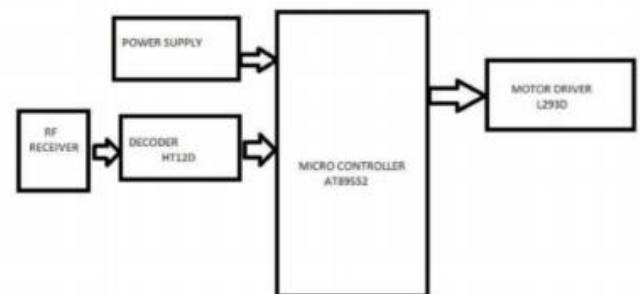 POWER SUPPLY
RF
RECEIVER
DECODER
HT12D
MICRO CONTROLLER
AT89S52
MOTOR DRIVER
L293D